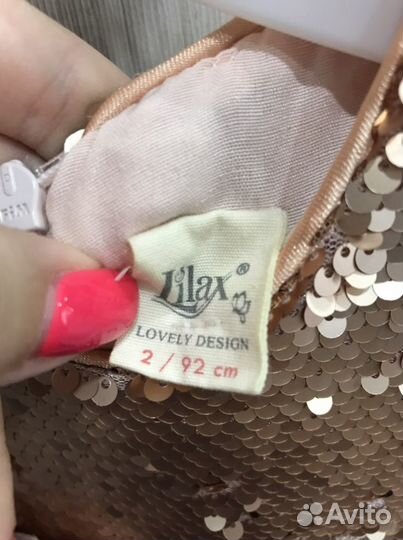 Lilax®
LOVELY DESIGN
2 / 92 cm
Avito